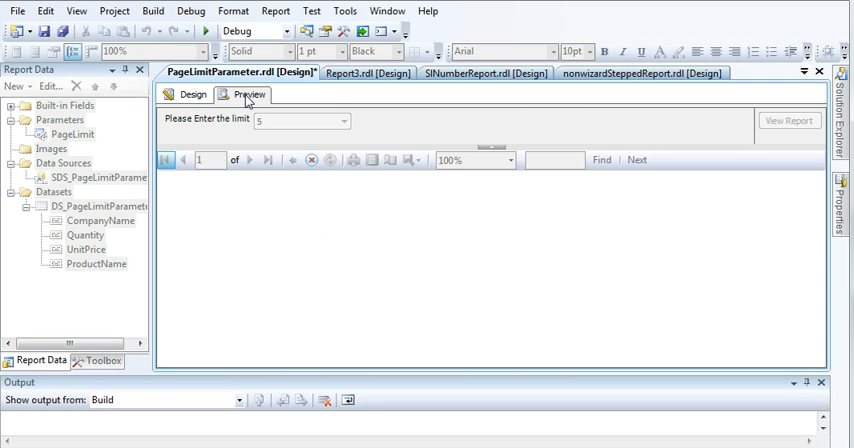 File Edit View Project Build Debug Format Report Test Tools Window Help
Debug
100% Solid 1 pt Black Arial 10pt B I U
Report Data
PageLimitParameter.rdl [Design]* Report3.rdl [Design] SlNumberReport.rdl [Design] nonwizardSteppedReport.rdl [Design]
New Edit...
Design Preview
Built-in Fields
Parameters
PageLimit
Images
Data Sources
SDS_PageLimitParame
Datasets
DS_PageLimitParamete
CompanyName
Quantity
UnitPrice
ProductName
Please Enter the limit 5 View Report
1 of 100% Find Next
Solution Explorer
Properties
Report Data Toolbox
Output
Show output from: Build